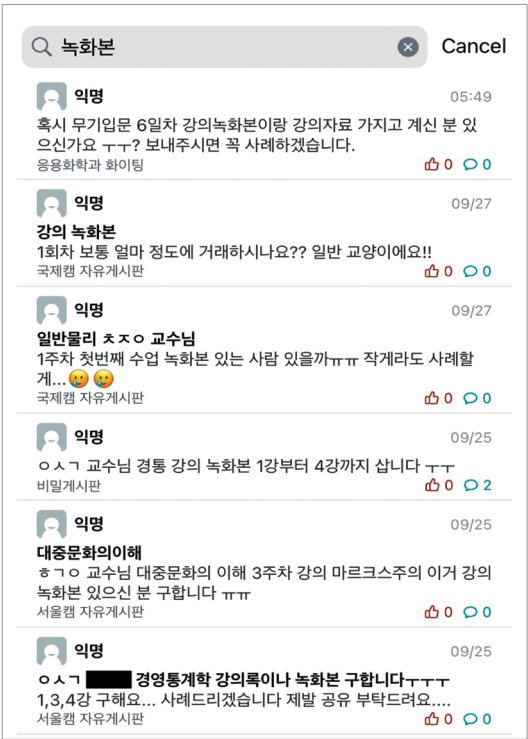 녹화본
Cancel
익명
05:49
혹시 무기입문 6일차 강의녹화본이랑 강의자료 가지고 계신 분 있
으신가요 ㅜㅜ? 보내주시면 꼭 사례하겠습니다.
응용화학과 화이팅
0 0
익명
09/27
강의 녹화본
1회차 보통 얼마 정도에 거래하시나요?? 일반 교양이에요!!
국제캠 자유게시판
0 0
익명
09/27
일반물리 ㅊㅈㅇ 교수님
1주차 첫번째 수업 녹화본 있는 사람 있을까ㅠㅠ 작게라도 사례할
게...🥲🥲
국제캠 자유게시판
0 0
익명
09/25
ㅇㅅㄱ 교수님 경통 강의 녹화본 1강부터 4강까지 삽니다 ㅜㅜ
비밀게시판
0 2
익명
09/25
대중문화의이해
ㅎㄱㅇ 교수님 대중문화의 이해 3주차 강의 마르크스주의 이거 강의
녹화본 있으신 분 구합니다 ㅠㅠ
서울캠 자유게시판
0 0
익명
09/25
ㅇㅅㄱ 경영통계학 강의록이나 녹화본 구합니다ㅜㅜㅜ
1,3,4강 구해요... 사례드리겠습니다 제발 공유 부탁드려요....
서울캠 자유게시판
0 0